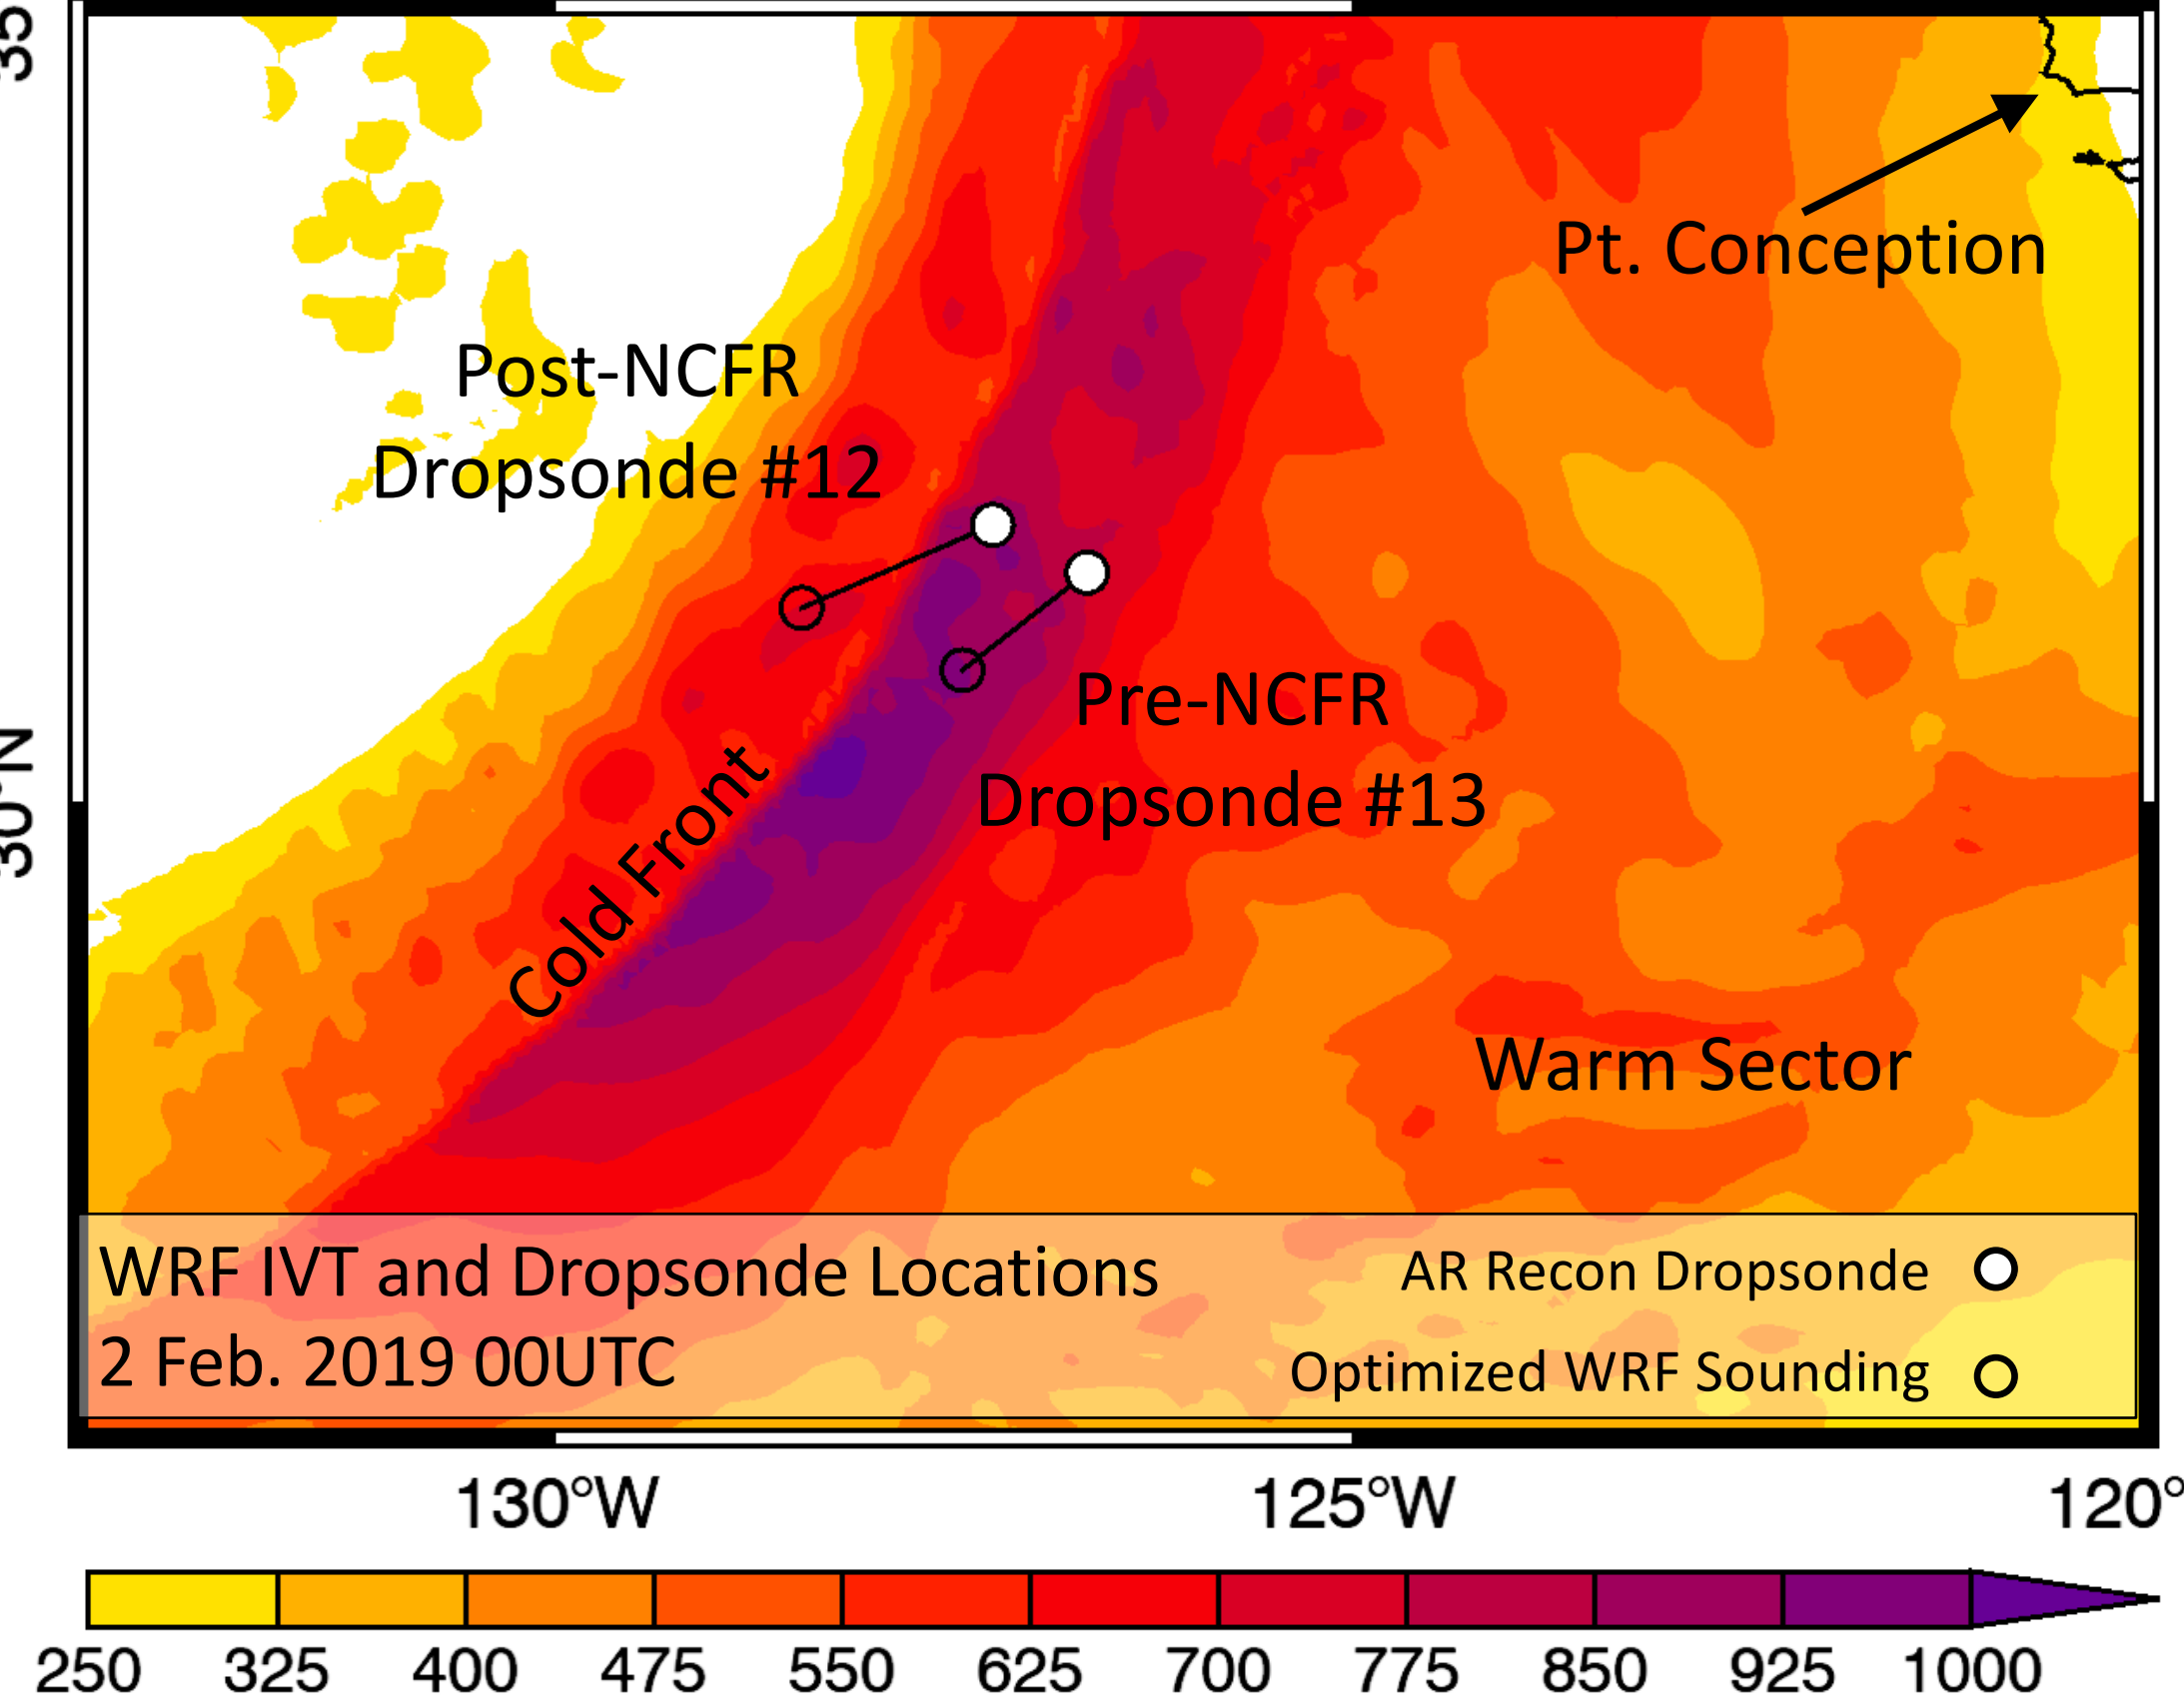 35
Pt. Conception
Post-NCFR
Dropsonde #12
Pre-NCFR
Dropsonde #13
30°N
Cold Front
Warm Sector
WRF IVT and Dropsonde Locations
2 Feb. 2019 00UTC
AR Recon Dropsonde
Optimized WRF Sounding
130°W 125°W 120°
250 325 400 475 550 625 700 775 850 925 1000